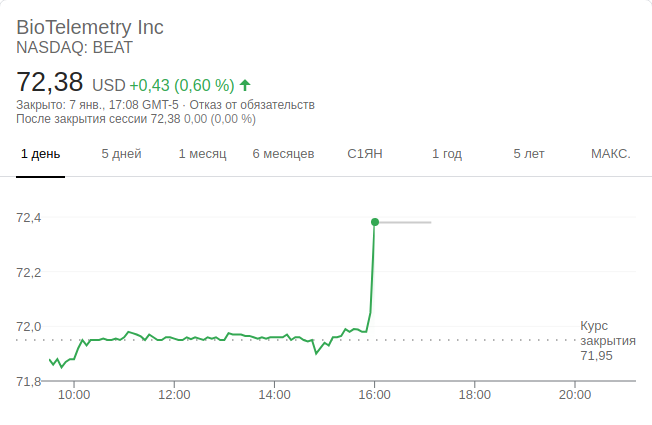 BioTelemetry Inc
NASDAQ: BEAT
72,38 USD +0,43 (0,60 %)
Закрыто: 7 янв., 17:08 GMT-5 · Отказ от обязательств
После закрытия сессии 72,38 0,00 (0,00 %)
1 день 5 дней 1 месяц 6 месяцев С1ЯН 1 год 5 лет МАКС.
72,4
72,2
72,0
Курс
закрытия
71,95
71,8
10:00 12:00 14:00 16:00 18:00 20:00